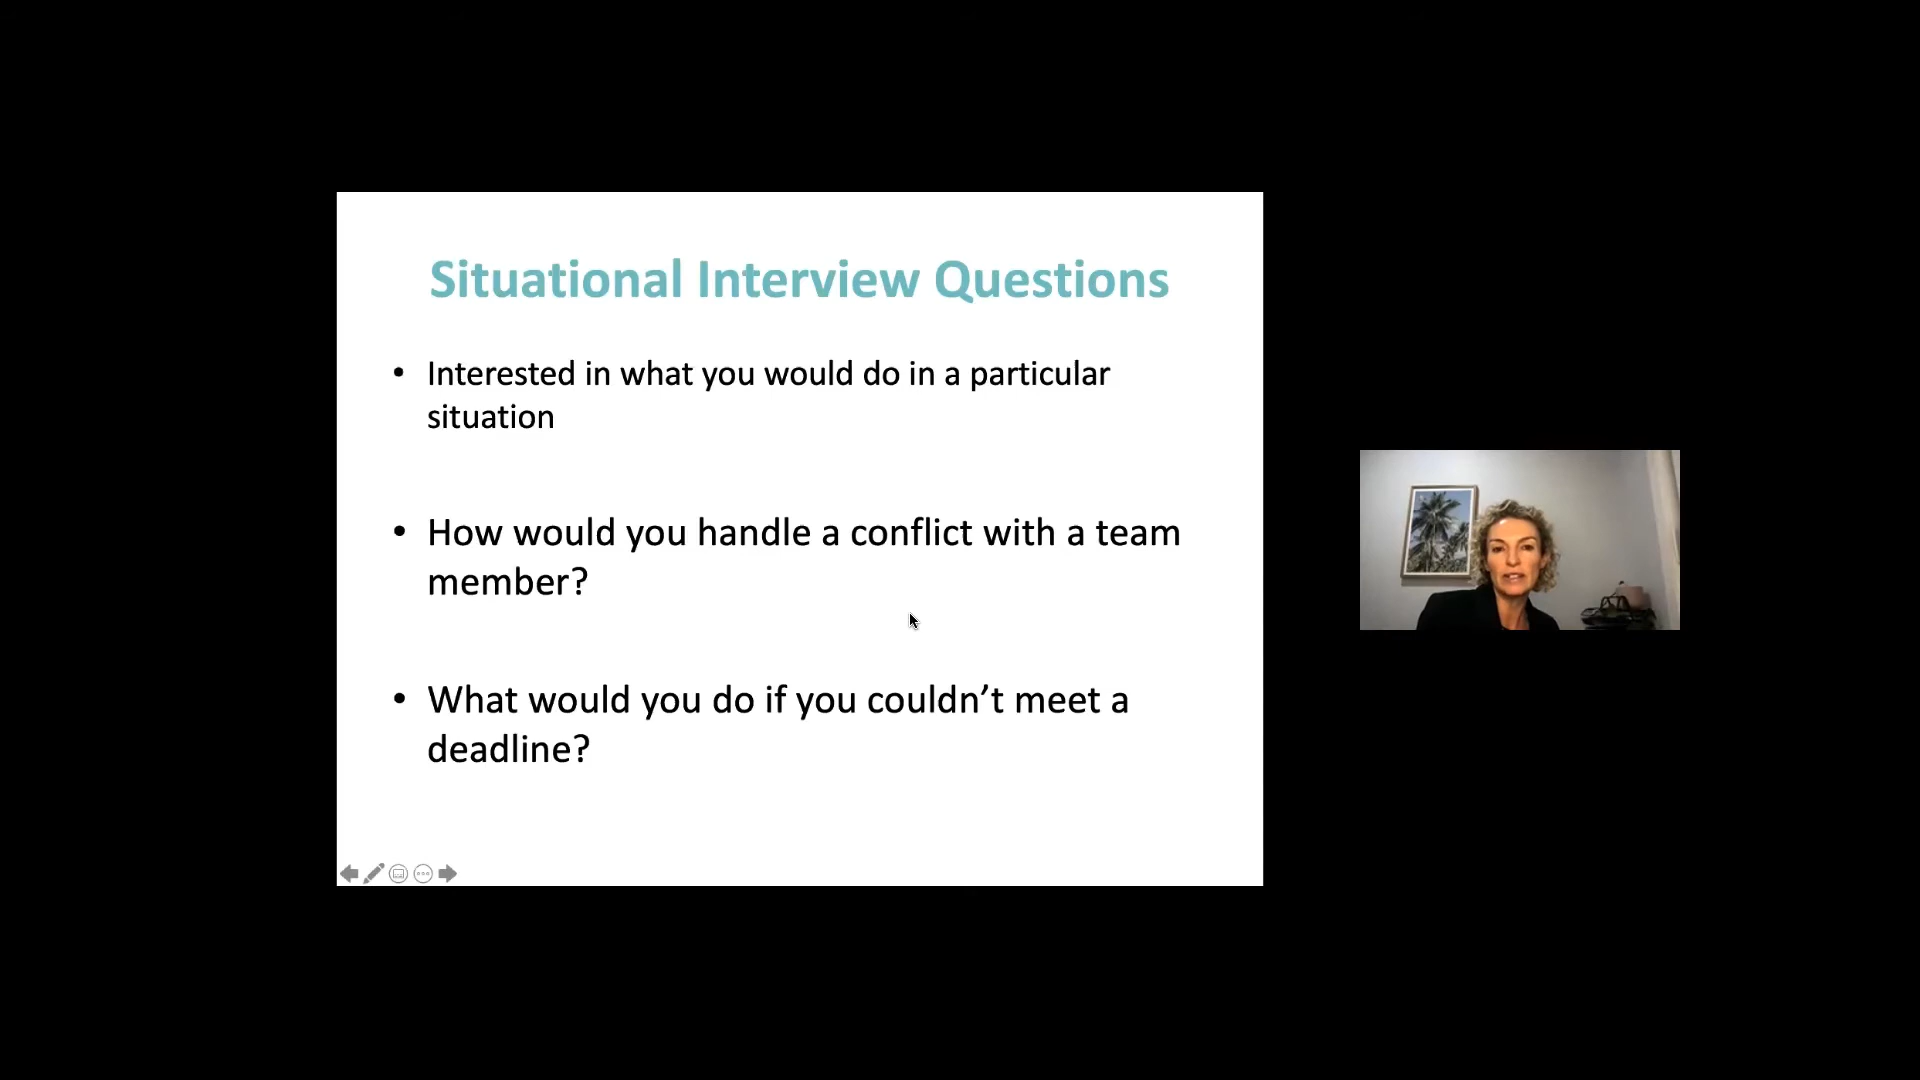 Situational Interview Questions
• Interested in what you would do in a particular
situation
• How would you handle a conflict with a team
member?
• What would you do if you couldn’t meet a
deadline?